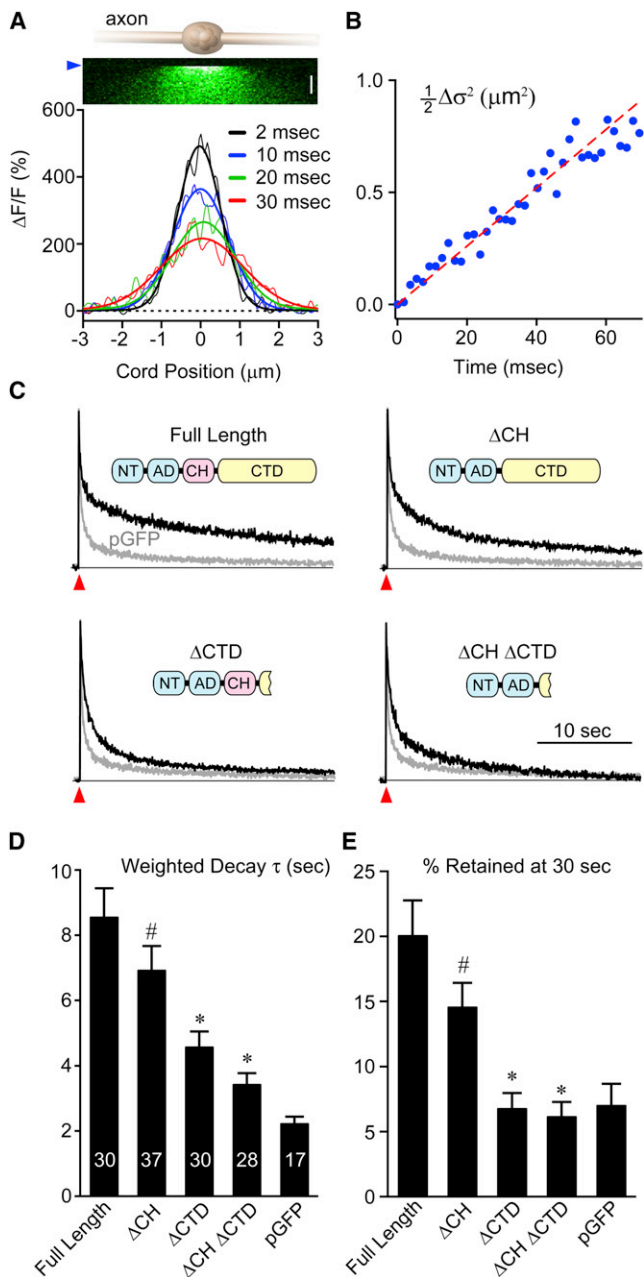 A
axon
600
400
200
0
ΔF/F (%)
2 msec
10 msec
20 msec
30 msec
-3 -2 -1 0 1 2 3
Cord Position (μm)
B
1.0
0.5
0.0
½Δσ² (μm²)
0 20 40 60
Time (msec)
C
Full Length
NT AD CH CTD
pGFP
ΔCH
NT AD CTD
pGFP
ΔCTD
NT AD CH
ΔCH ΔCTD
NT AD
10 sec
D
Weighted Decay τ (sec)
10
8
6
4
2
0
#
*
*
30 37 30 28 17
Full Length
ΔCH
ΔCTD
ΔCH ΔCTD
pGFP
E
% Retained at 30 sec
25
20
15
10
5
0
#
*
*
Full Length
ΔCH
ΔCTD
ΔCH ΔCTD
pGFP